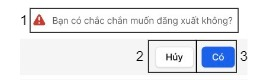 1 Bạn có chắc chắn muốn đăng xuất không?
2 Hủy Có 3